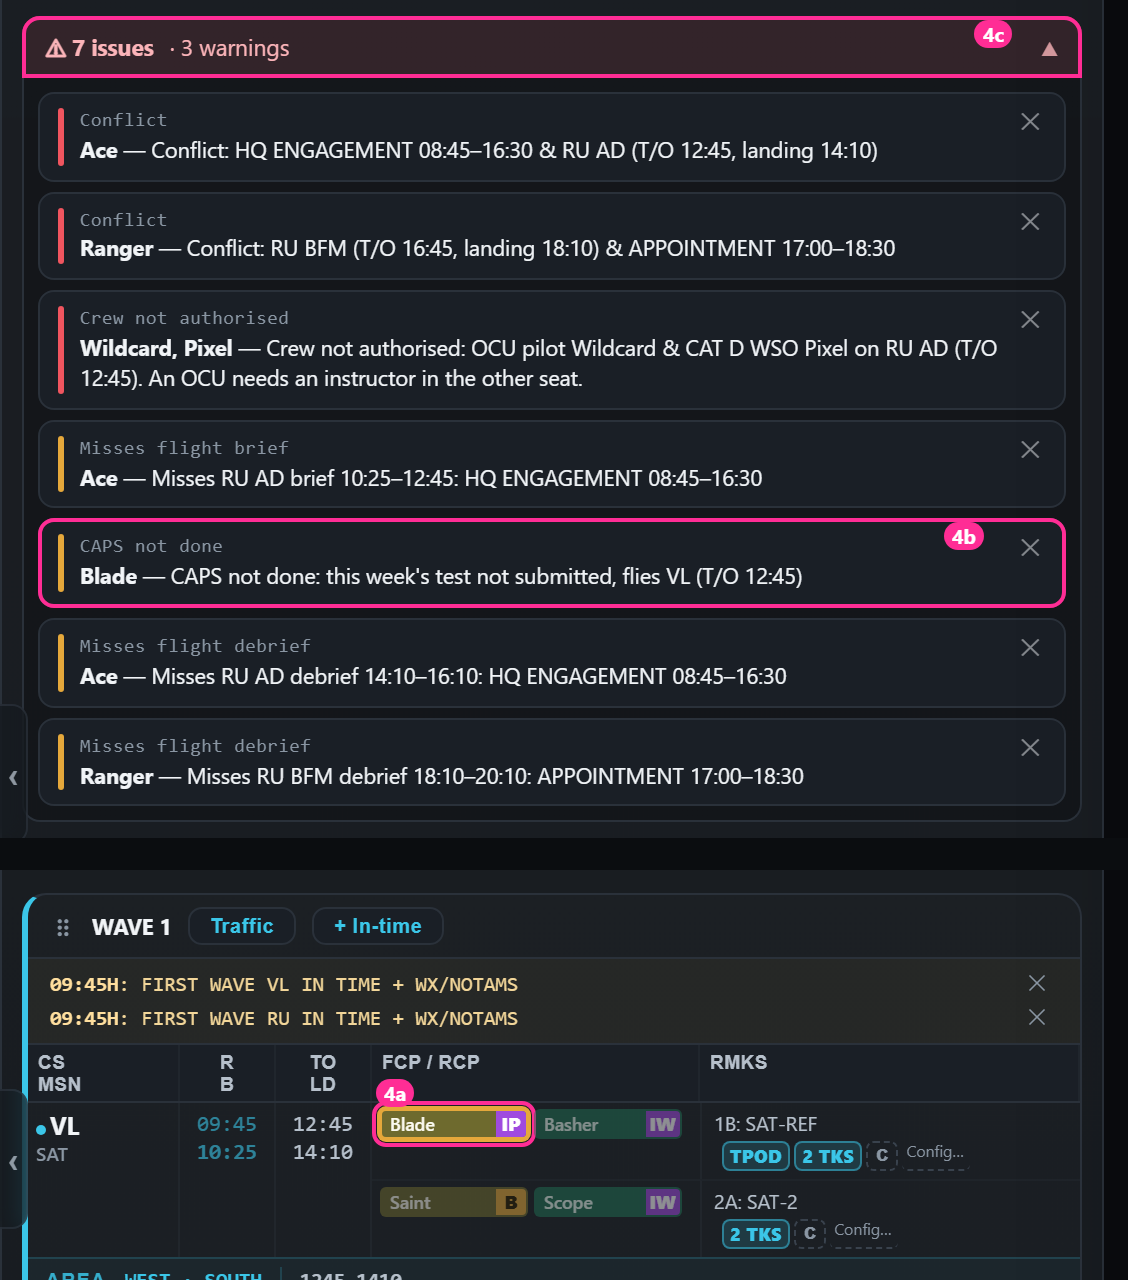 4c
⚠ 7 issues · 3 warnings ▲
Conflict
Ace — Conflict: HQ ENGAGEMENT 08:45–16:30 & RU AD (T/O 12:45, landing 14:10)
Conflict
Ranger — Conflict: RU BFM (T/O 16:45, landing 18:10) & APPOINTMENT 17:00–18:30
Crew not authorised
Wildcard, Pixel — Crew not authorised: OCU pilot Wildcard & CAT D WSO Pixel on RU AD (T/O
12:45). An OCU needs an instructor in the other seat.
Misses flight brief
Ace — Misses RU AD brief 10:25–12:45: HQ ENGAGEMENT 08:45–16:30
4b
CAPS not done
Blade — CAPS not done: this week's test not submitted, flies VL (T/O 12:45)
Misses flight debrief
Ace — Misses RU AD debrief 14:10–16:10: HQ ENGAGEMENT 08:45–16:30
Misses flight debrief
Ranger — Misses RU BFM debrief 18:10–20:10: APPOINTMENT 17:00–18:30
WAVE 1 Traffic + In-time
09:45H: FIRST WAVE VL IN TIME + WX/NOTAMS
09:45H: FIRST WAVE RU IN TIME + WX/NOTAMS
CS R TO FCP / RCP RMKS
MSN B LD
4a
VL 09:45 12:45 Blade IP Basher IW 1B: SAT-REF
SAT 10:25 14:10 TPOD 2 TKS C Config...
Saint B Scope IW 2A: SAT-2
2 TKS C Config...
AREA WEST · SOUTH 1245-1410